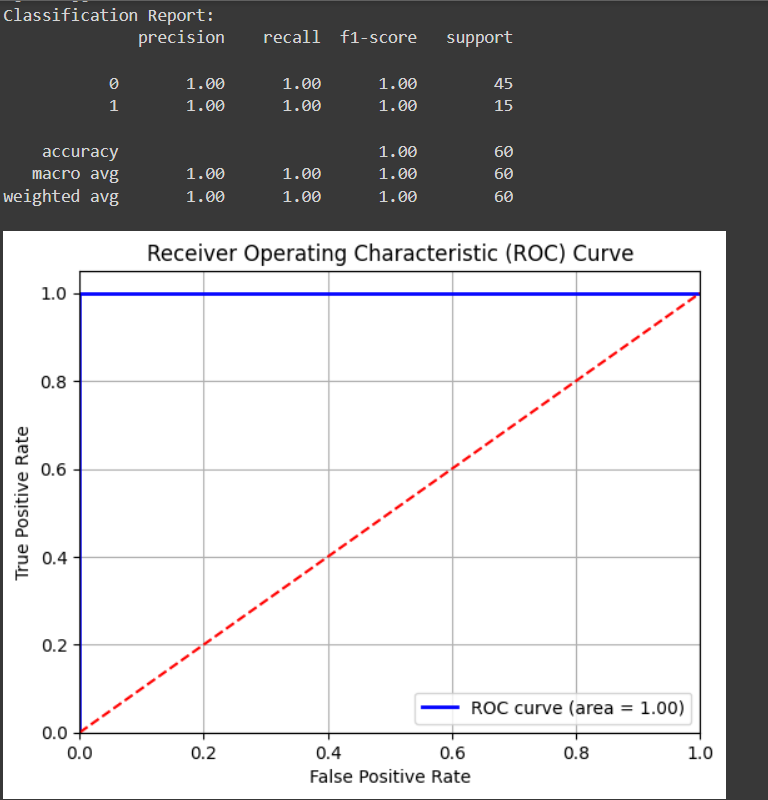 Classification Report:
precision recall f1-score support
0 1.00 1.00 1.00 45
1 1.00 1.00 1.00 15
accuracy 1.00 60
macro avg 1.00 1.00 1.00 60
weighted avg 1.00 1.00 1.00 60
Receiver Operating Characteristic (ROC) Curve
1.0
0.8
0.6
0.4
0.2
0.0
True Positive Rate
ROC curve (area = 1.00)
0.0 0.2 0.4 0.6 0.8 1.0
False Positive Rate